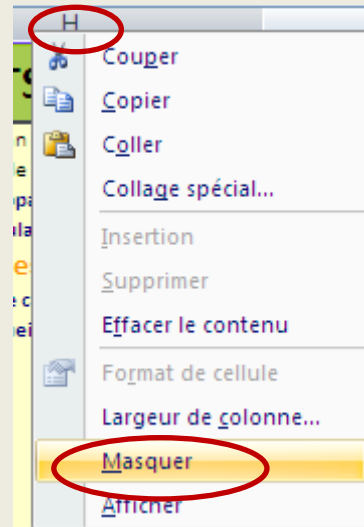 H
Couper
Copier
Coller
Collage spécial...
Insertion
Supprimer
Effacer le contenu
Format de cellule
Largeur de colonne...
Masquer
Afficher